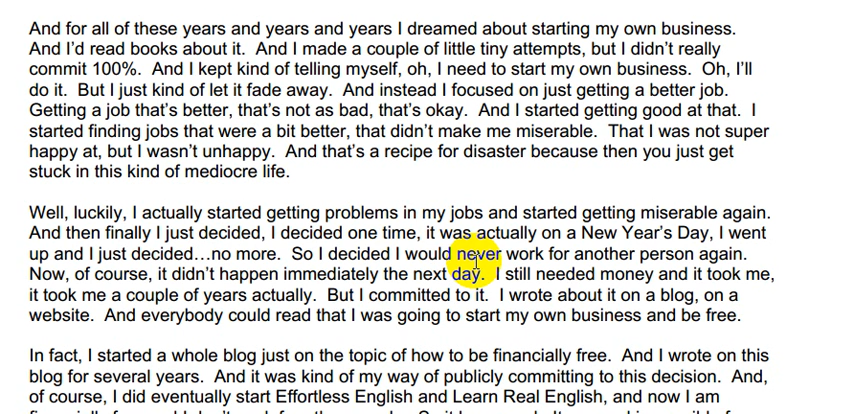 And for all of these years and years and years I dreamed about starting my own business.
And I'd read books about it.  And I made a couple of little tiny attempts, but I didn't really
commit 100%.  And I kept kind of telling myself, oh, I need to start my own business.  Oh, I'll
do it.  But I just kind of let it fade away.  And instead I focused on just getting a better job.
Getting a job that's better, that's not as bad, that's okay.  And I started getting good at that.  I
started finding jobs that were a bit better, that didn't make me miserable.  That I was not super
happy at, but I wasn't unhappy.  And that's a recipe for disaster because then you just get
stuck in this kind of mediocre life.
Well, luckily, I actually started getting problems in my jobs and started getting miserable again.
And then finally I just decided, I decided one time, it was actually on a New Year's Day, I went
up and I just decided…no more.  So I decided I would never work for another person again.
Now, of course, it didn't happen immediately the next day.  I still needed money and it took me,
it took me a couple of years actually.  But I committed to it.  I wrote about it on a blog, on a
website.  And everybody could read that I was going to start my own business and be free.
In fact, I started a whole blog just on the topic of how to be financially free.  And I wrote on this
blog for several years.  And it was kind of my way of publicly committing to this decision.  And,
of course, I did eventually start Effortless English and Learn Real English, and now I am